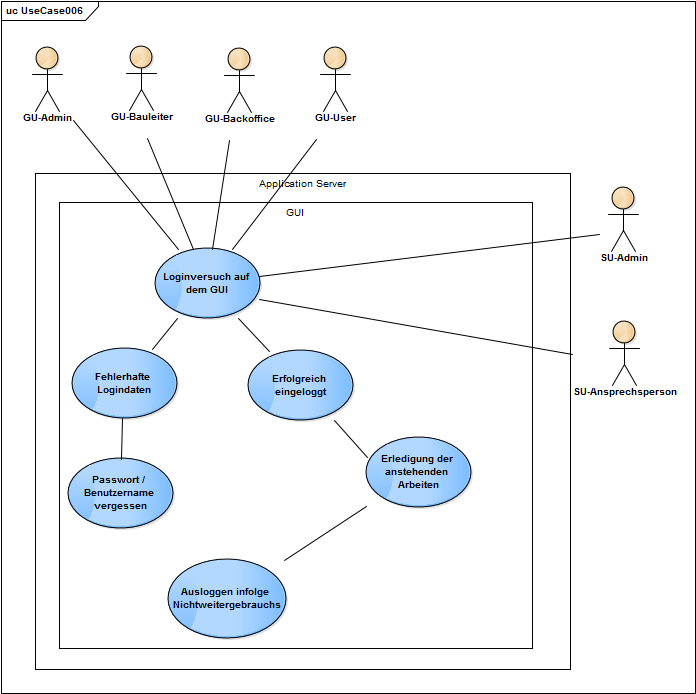 uc UseCase006
GU-Admin
GU-Bauleiter
GU-Backoffice
GU-User
Application Server
GUI
SU-Admin
Loginversuch auf
dem GUI
SU-Ansprechsperson
Fehlerhafte
Logindaten
Erfolgreich
eingeloggt
Erledigung der
anstehenden
Arbeiten
Passwort /
Benutzername
vergessen
Ausloggen infolge
Nichtweitergebrauchs